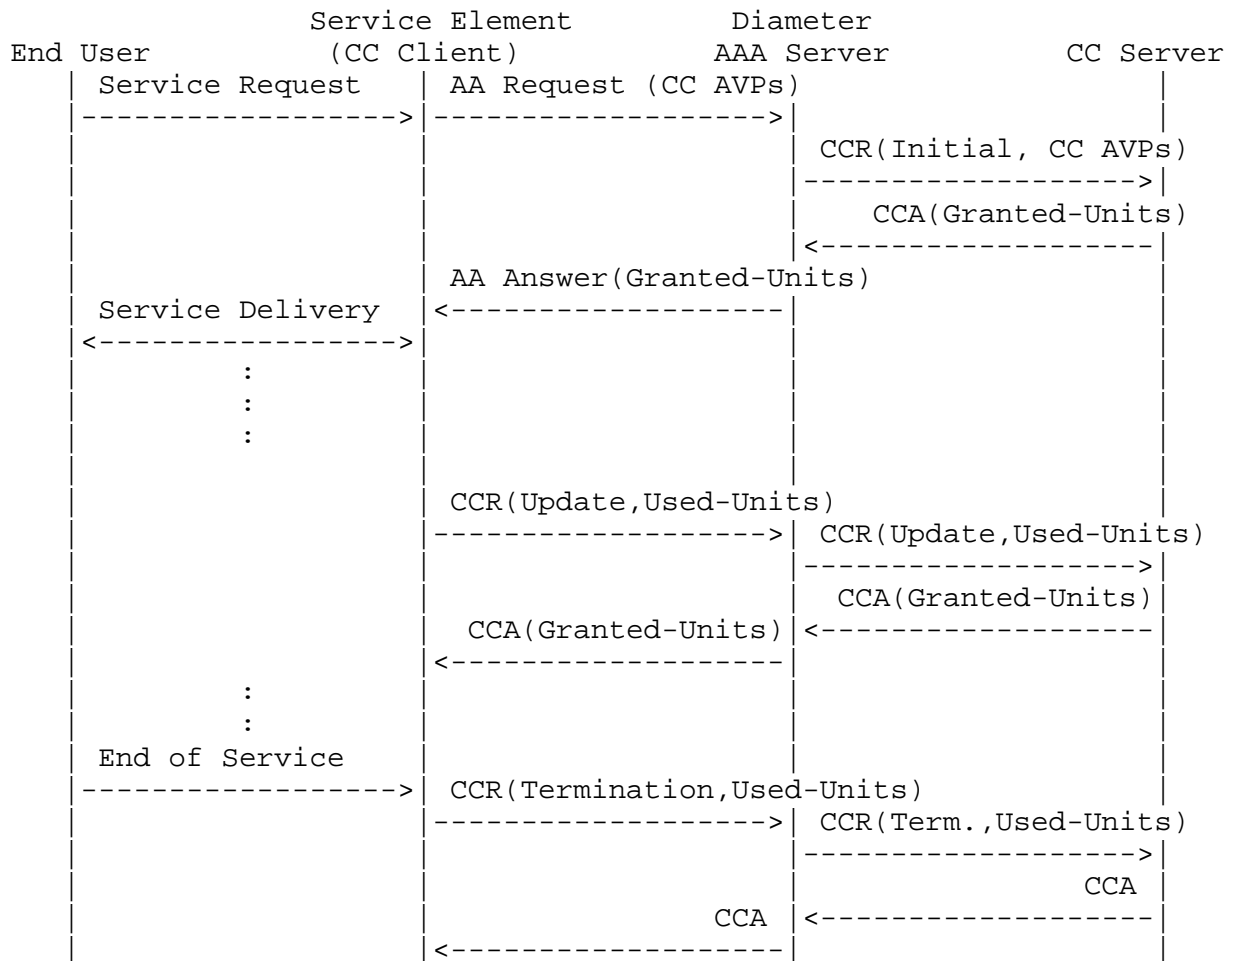 Service Element Diameter
End User (CC Client) AAA Server CC Server
Service Request AA Request (CC AVPs)
CCR(Initial, CC AVPs)
CCA(Granted-Units)
AA Answer(Granted-Units)
Service Delivery
:
:
:
CCR(Update,Used-Units)
CCR(Update,Used-Units)
CCA(Granted-Units)
CCA(Granted-Units)
:
:
End of Service
CCR(Termination,Used-Units)
CCR(Term.,Used-Units)
CCA
CCA